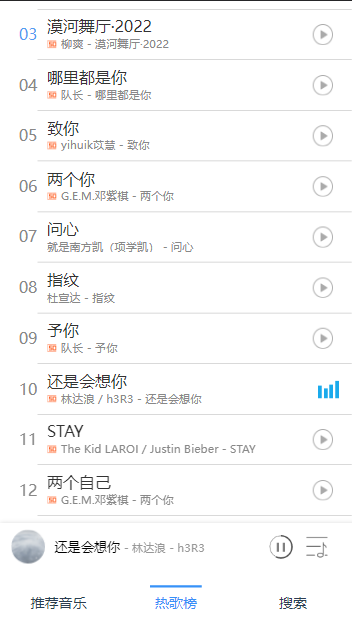 03 漠河舞厅·2022
SQ 柳爽 - 漠河舞厅·2022
04 哪里都是你
SQ 队长 - 哪里都是你
05 致你
SQ yihuik苡慧 - 致你
06 两个你
SQ G.E.M.邓紫棋 - 两个你
07 问心
就是南方凯（项学凯） - 问心
08 指纹
杜宣达 - 指纹
09 予你
SQ 队长 - 予你
10 还是会想你
SQ 林达浪 / h3R3 - 还是会想你
11 STAY
SQ The Kid LAROI / Justin Bieber - STAY
12 两个自己
SQ G.E.M.邓紫棋 - 两个自己
还是会想你 - 林达浪 - h3R3
推荐音乐 热歌榜 搜索